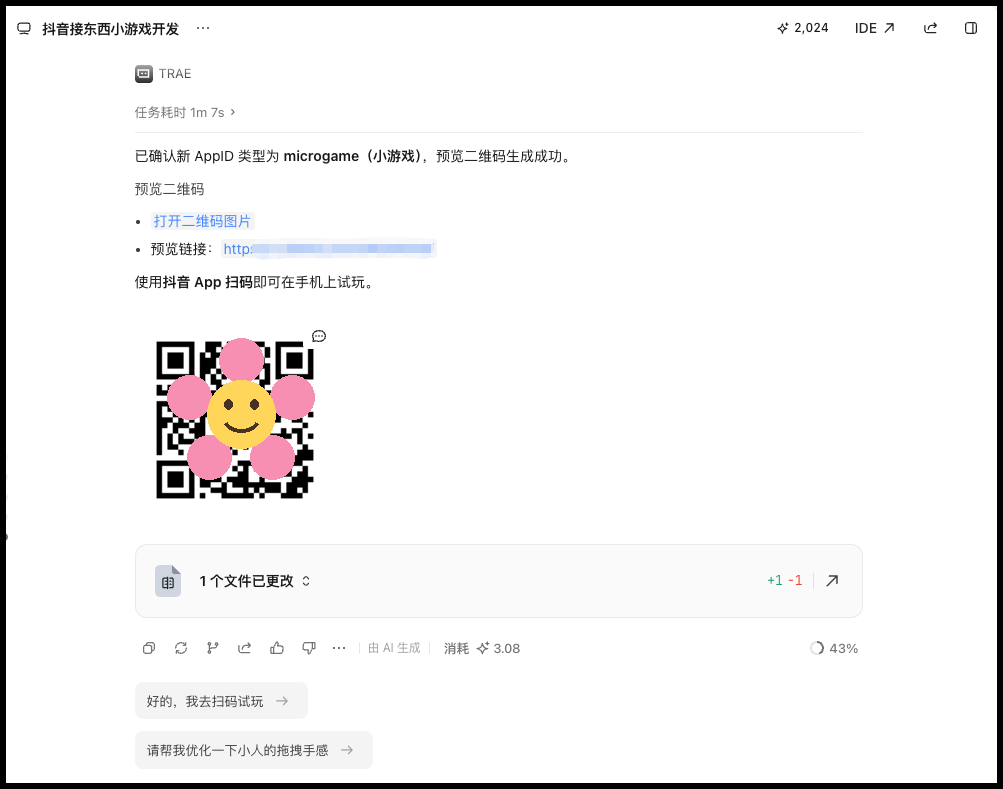 抖音接东西小游戏开发 ···
2,024
IDE
TRAE
任务耗时 1m 7s
已确认新 AppID 类型为 microgame（小游戏），预览二维码生成成功。
预览二维码
• 打开二维码图片
• 预览链接： http:
使用抖音 App 扫码即可在手机上试玩。
1 个文件已更改
+1 -1
由 AI 生成
消耗 3.08
43%
好的，我去扫码试玩
请帮我优化一下小人的拖拽手感